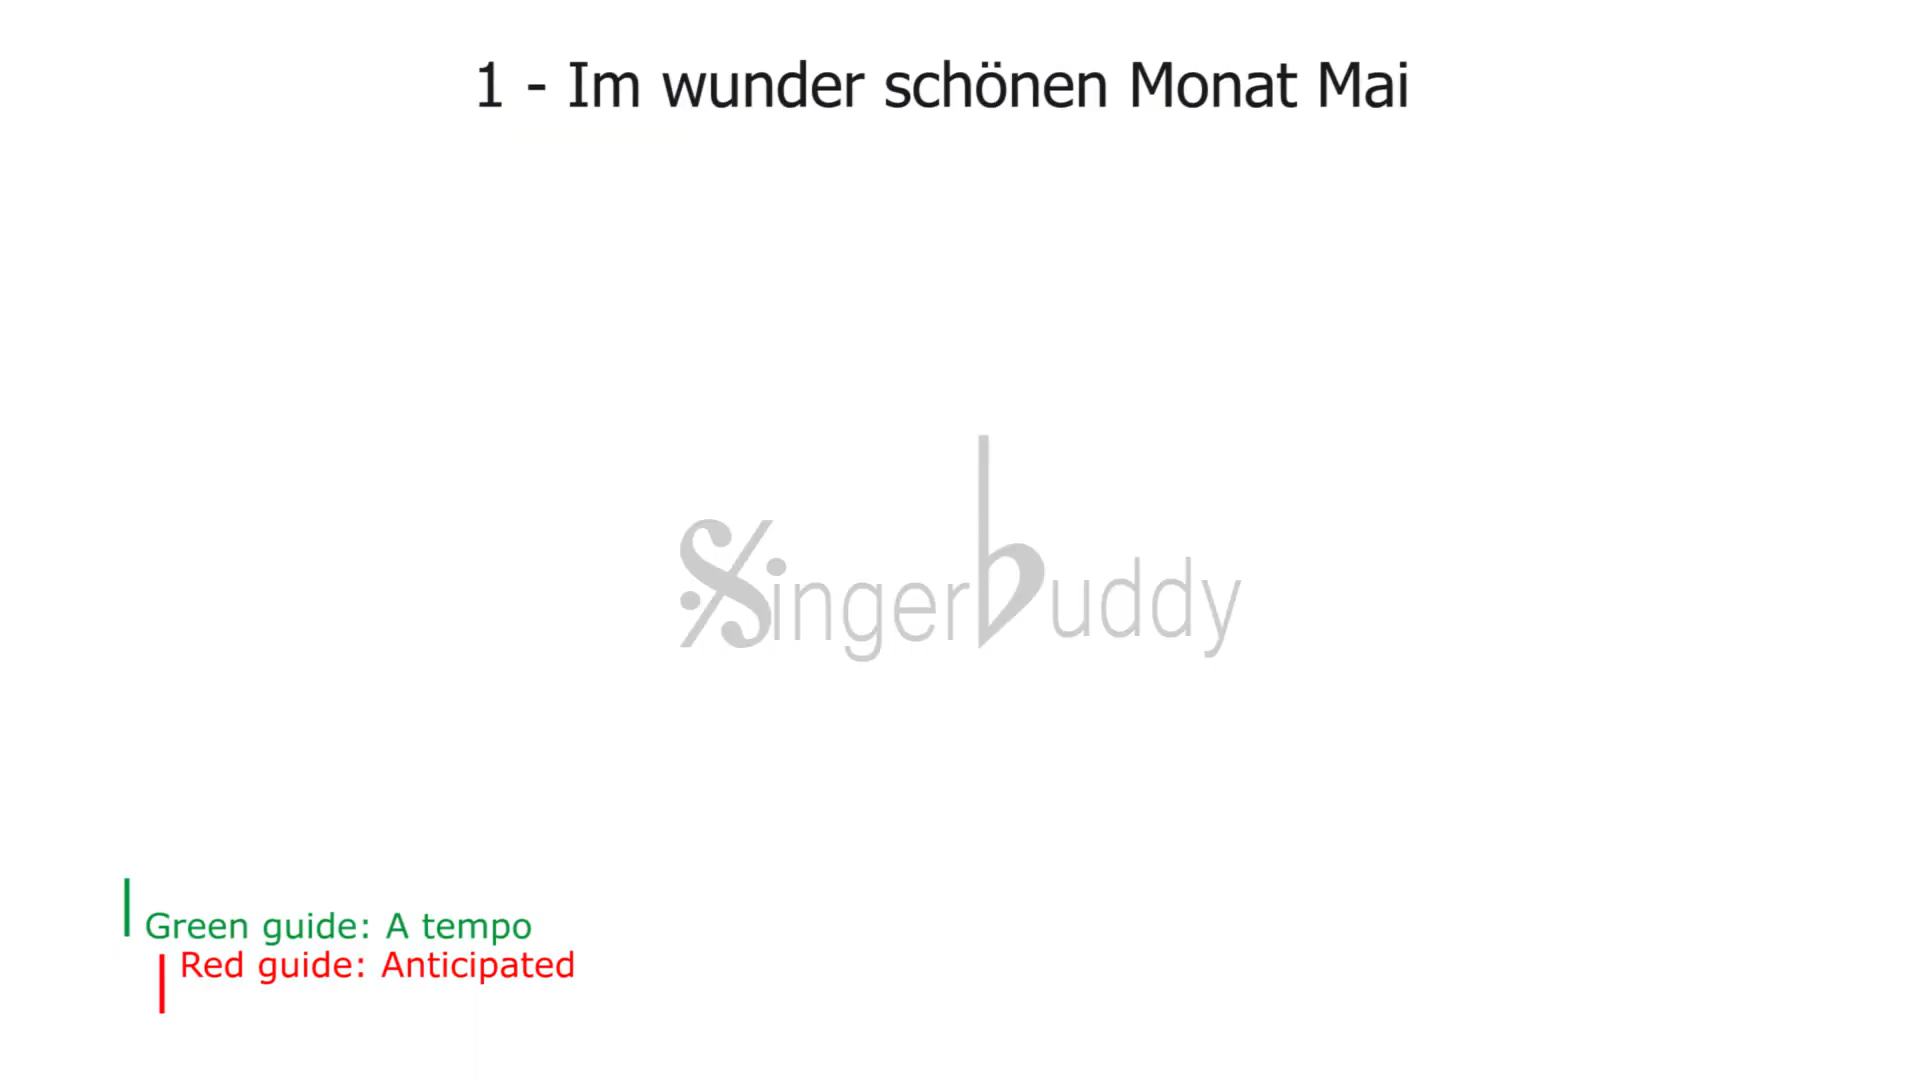 1 - Im wunder schönen Monat Mai
Singerbuddy
Green guide: A tempo
Red guide: Anticipated